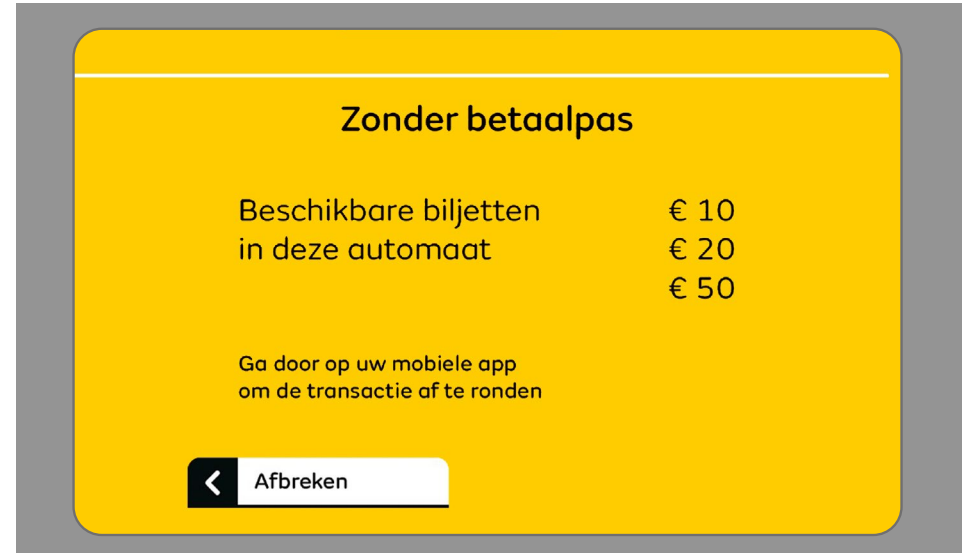 Zonder betaalpas
Beschikbare biljetten € 10
in deze automaat € 20
€ 50
Ga door op uw mobiele app
om de transactie af te ronden
Afbreken